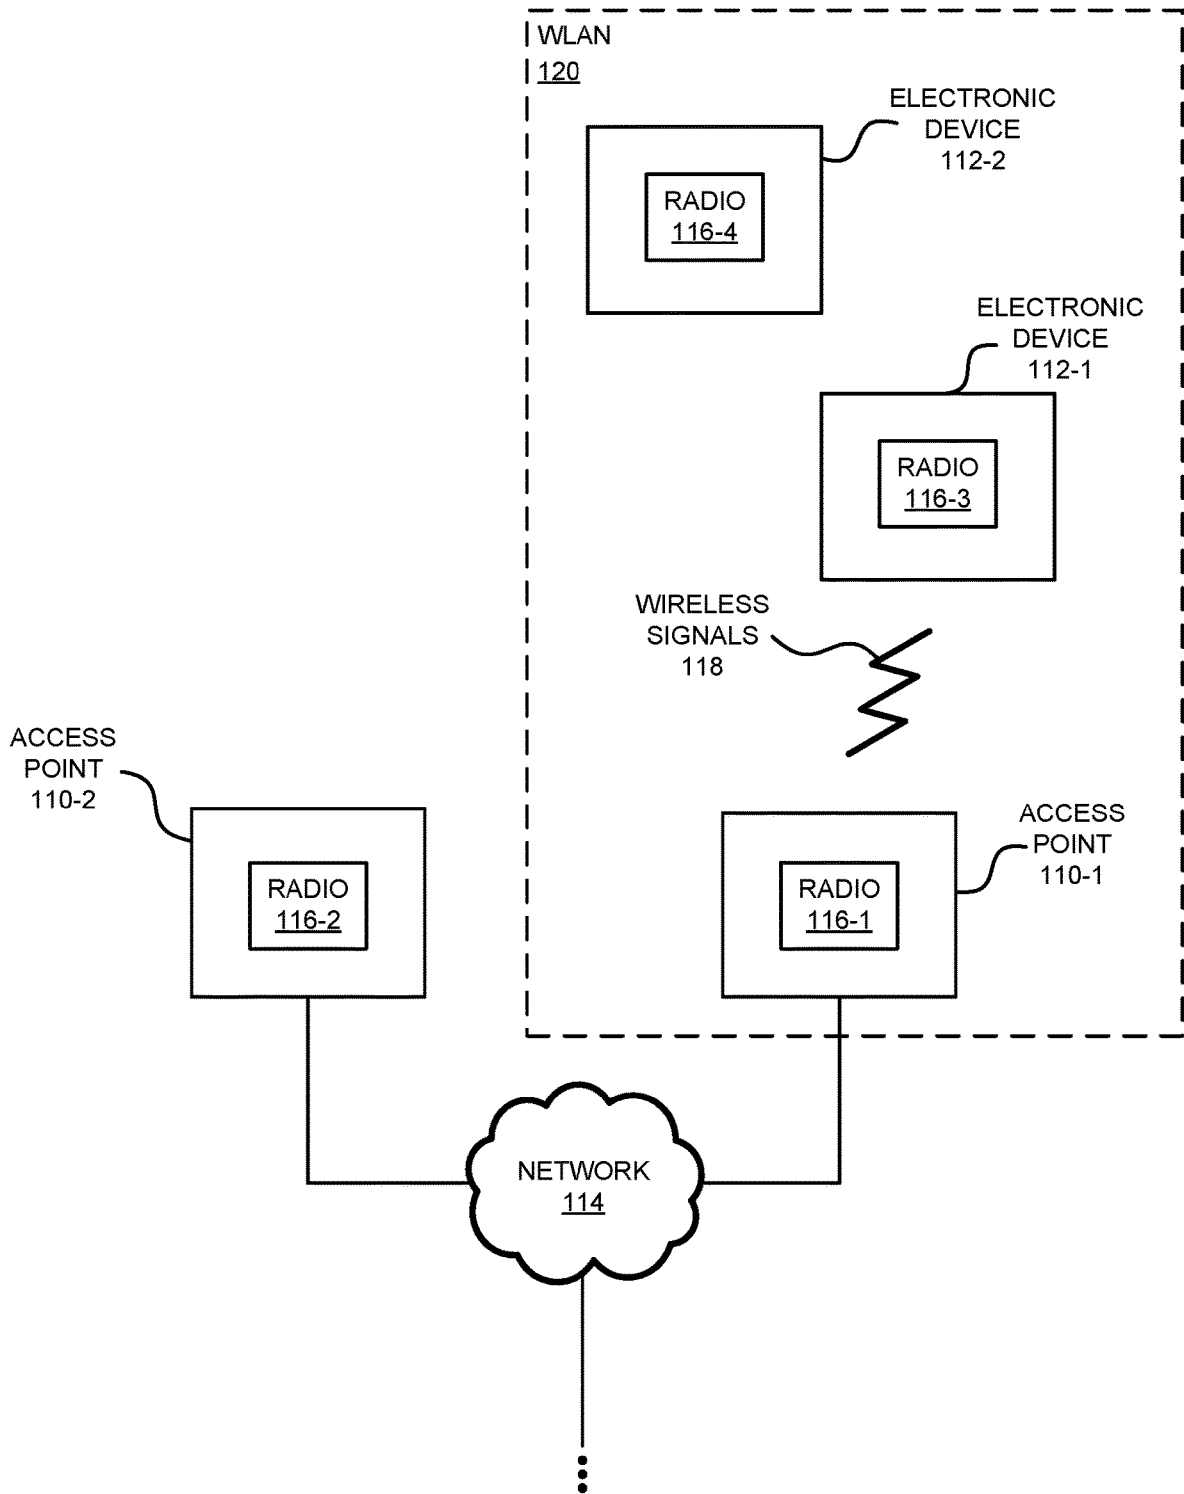 WLAN
120
ELECTRONIC
DEVICE
112-2
RADIO
116-4
ELECTRONIC
DEVICE
112-1
RADIO
116-3
WIRELESS
SIGNALS
118
ACCESS
POINT
110-2
RADIO
116-2
ACCESS
POINT
110-1
RADIO
116-1
NETWORK
114